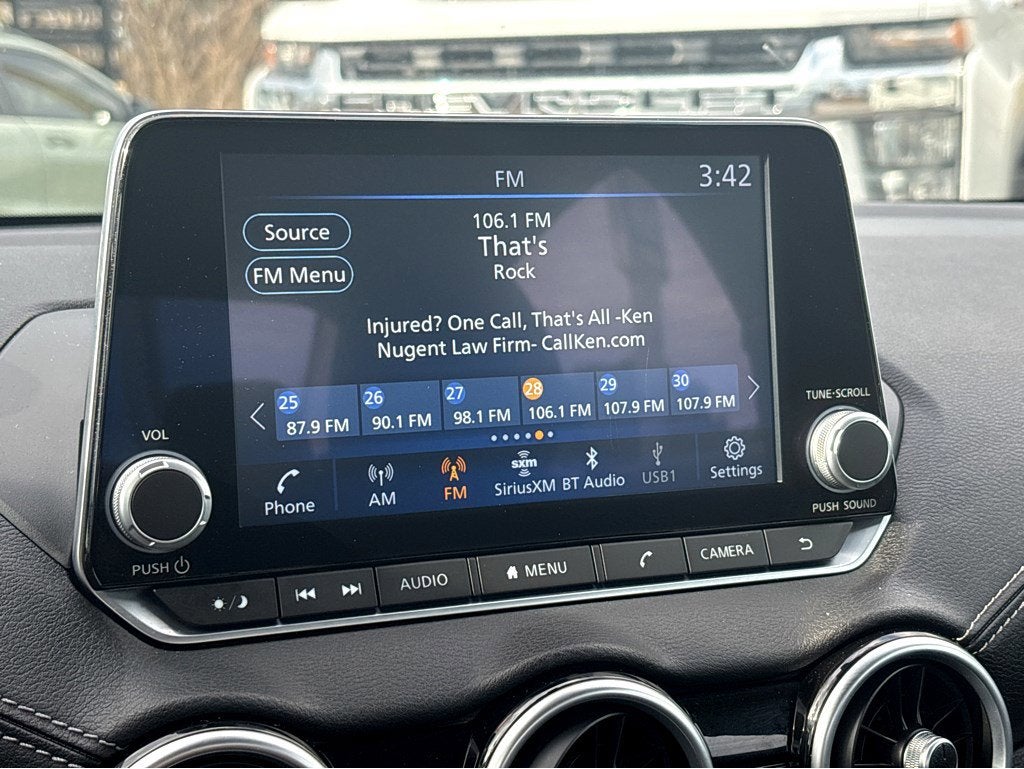 CHEVROLET
FM
3:42
Source
FM Menu
106.1 FM
That's
Rock
Injured? One Call, That's All -Ken
Nugent Law Firm- CallKen.com
25
87.9 FM
26
90.1 FM
27
98.1 FM
28
106.1 FM
29
107.9 FM
30
107.9 FM
Phone
AM
FM
sxm
SiriusXM
BT Audio
USB1
Settings
VOL
PUSH
TUNE·SCROLL
PUSH SOUND
AUDIO
MENU
CAMERA